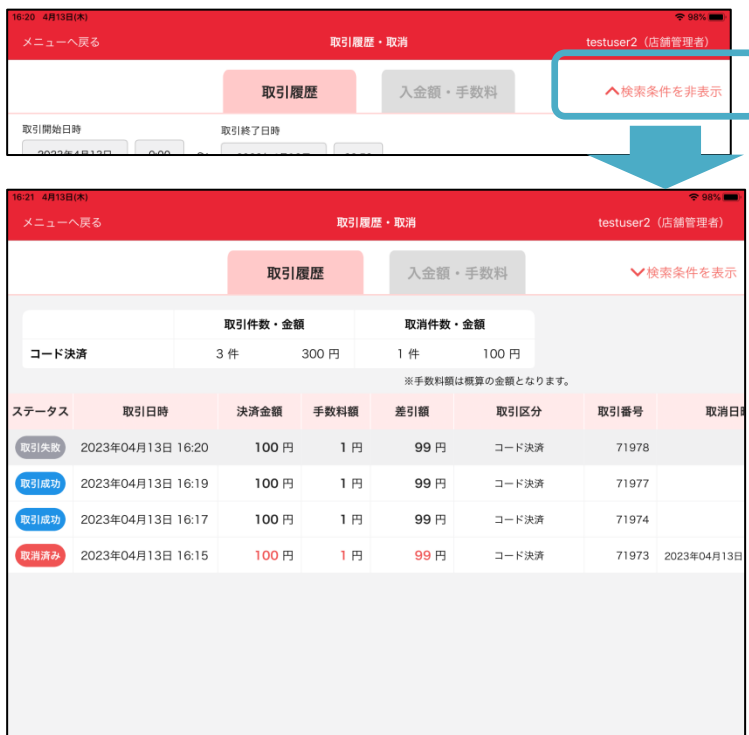 16:20 4月13日(木) 98%
メニューへ戻る 取引履歴・取消 testuser2（店舗管理者）
取引履歴 入金額・手数料 検索条件を非表示
取引開始日時 取引終了日時
16:21 4月13日(木) 98%
メニューへ戻る 取引履歴・取消 testuser2（店舗管理者）
取引履歴 入金額・手数料 検索条件を表示
取引件数・金額 取消件数・金額
コード決済 3 件 300 円 1 件 100 円
※手数料額は概算の金額となります。
ステータス 取引日時 決済金額 手数料額 差引額 取引区分 取引番号 取消日時
取引失敗 2023年04月13日 16:20 100 円 1 円 99 円 コード決済 71978
取引成功 2023年04月13日 16:19 100 円 1 円 99 円 コード決済 71977
取引成功 2023年04月13日 16:17 100 円 1 円 99 円 コード決済 71974
取消済み 2023年04月13日 16:15 100 円 1 円 99 円 コード決済 71973 2023年04月13日